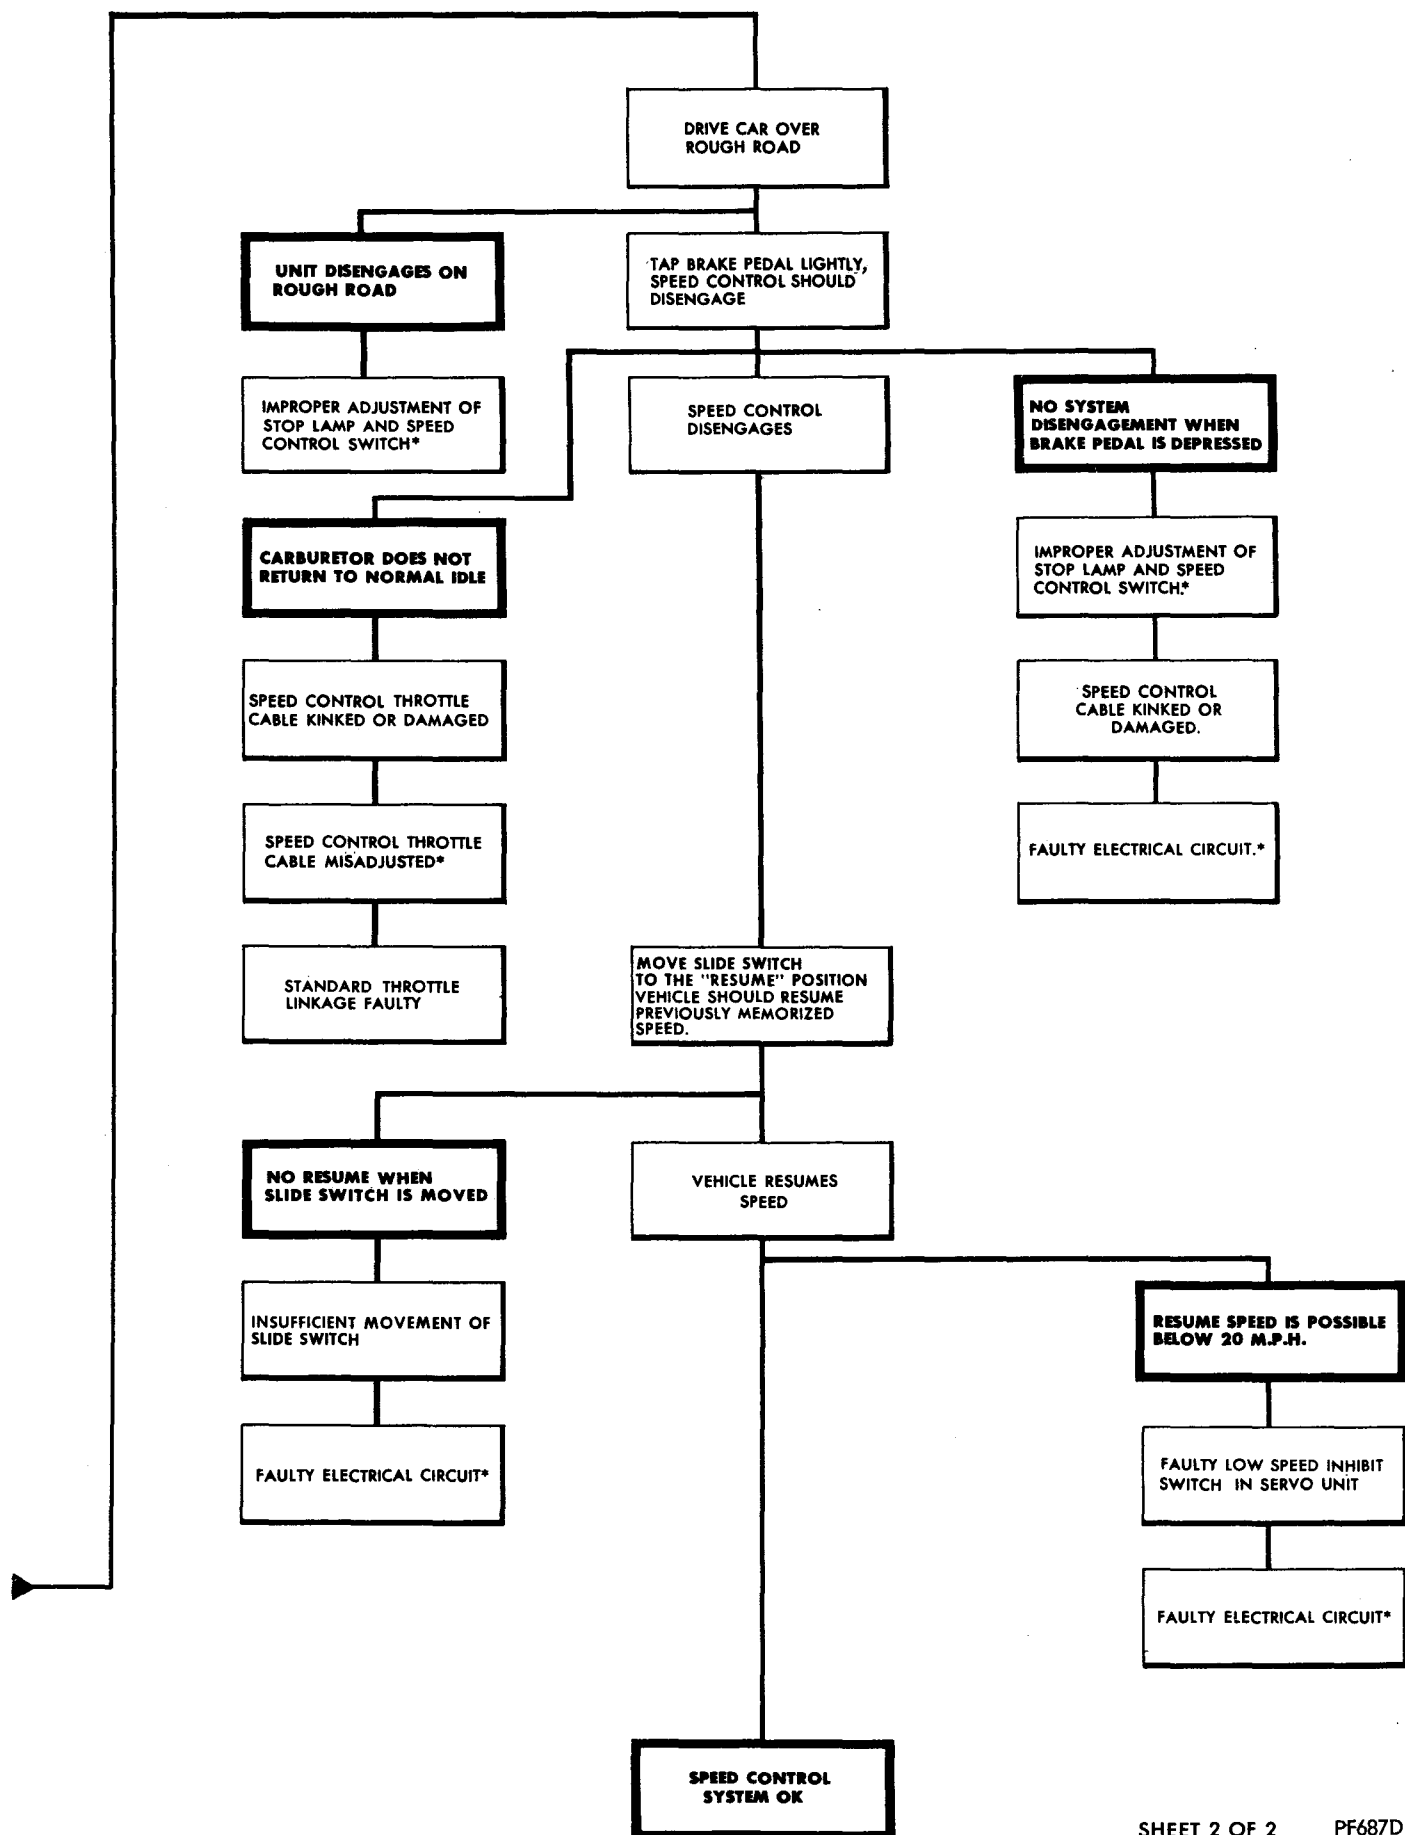 DRIVE CAR OVER
ROUGH ROAD
UNIT DISENGAGES ON
ROUGH ROAD
TAP BRAKE PEDAL LIGHTLY,
SPEED CONTROL SHOULD
DISENGAGE
IMPROPER ADJUSTMENT OF
STOP LAMP AND SPEED
CONTROL SWITCH*
SPEED CONTROL
DISENGAGES
NO SYSTEM
DISENGAGEMENT WHEN
BRAKE PEDAL IS DEPRESSED
CARBURETOR DOES NOT
RETURN TO NORMAL IDLE
IMPROPER ADJUSTMENT OF
STOP LAMP AND SPEED
CONTROL SWITCH.*
SPEED CONTROL THROTTLE
CABLE KINKED OR DAMAGED
SPEED CONTROL
CABLE KINKED OR
DAMAGED.
SPEED CONTROL THROTTLE
CABLE MISADJUSTED*
FAULTY ELECTRICAL CIRCUIT.*
STANDARD THROTTLE
LINKAGE FAULTY
MOVE SLIDE SWITCH
TO THE "RESUME" POSITION
VEHICLE SHOULD RESUME
PREVIOUSLY MEMORIZED
SPEED.
NO RESUME WHEN
SLIDE SWITCH IS MOVED
VEHICLE RESUMES
SPEED
INSUFFICIENT MOVEMENT OF
SLIDE SWITCH
RESUME SPEED IS POSSIBLE
BELOW 20 M.P.H.
FAULTY ELECTRICAL CIRCUIT*
FAULTY LOW SPEED INHIBIT
SWITCH IN SERVO UNIT
FAULTY ELECTRICAL CIRCUIT*
SPEED CONTROL
SYSTEM OK
SHEET 2 OF 2 PF687D